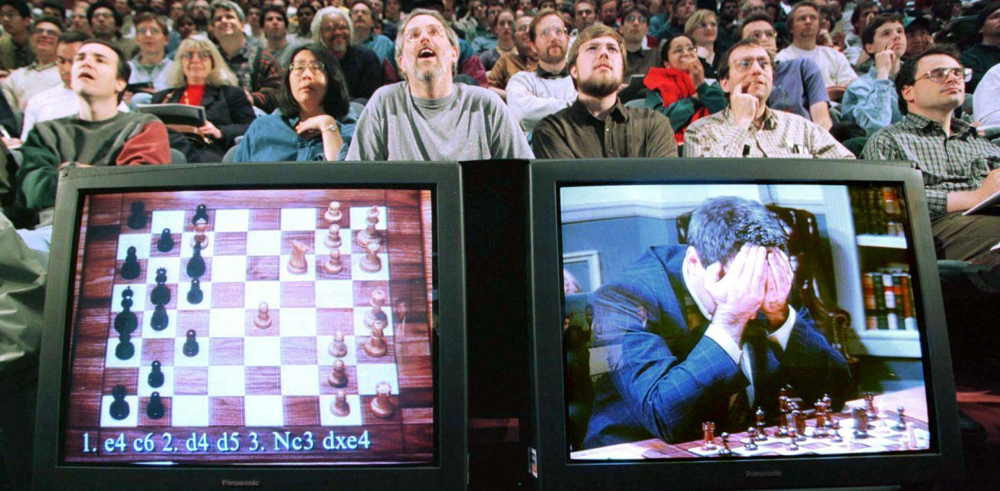 1. e4 c6 2. d4 d5 3. Nc3 dxe4
Panasonic
Panasonic